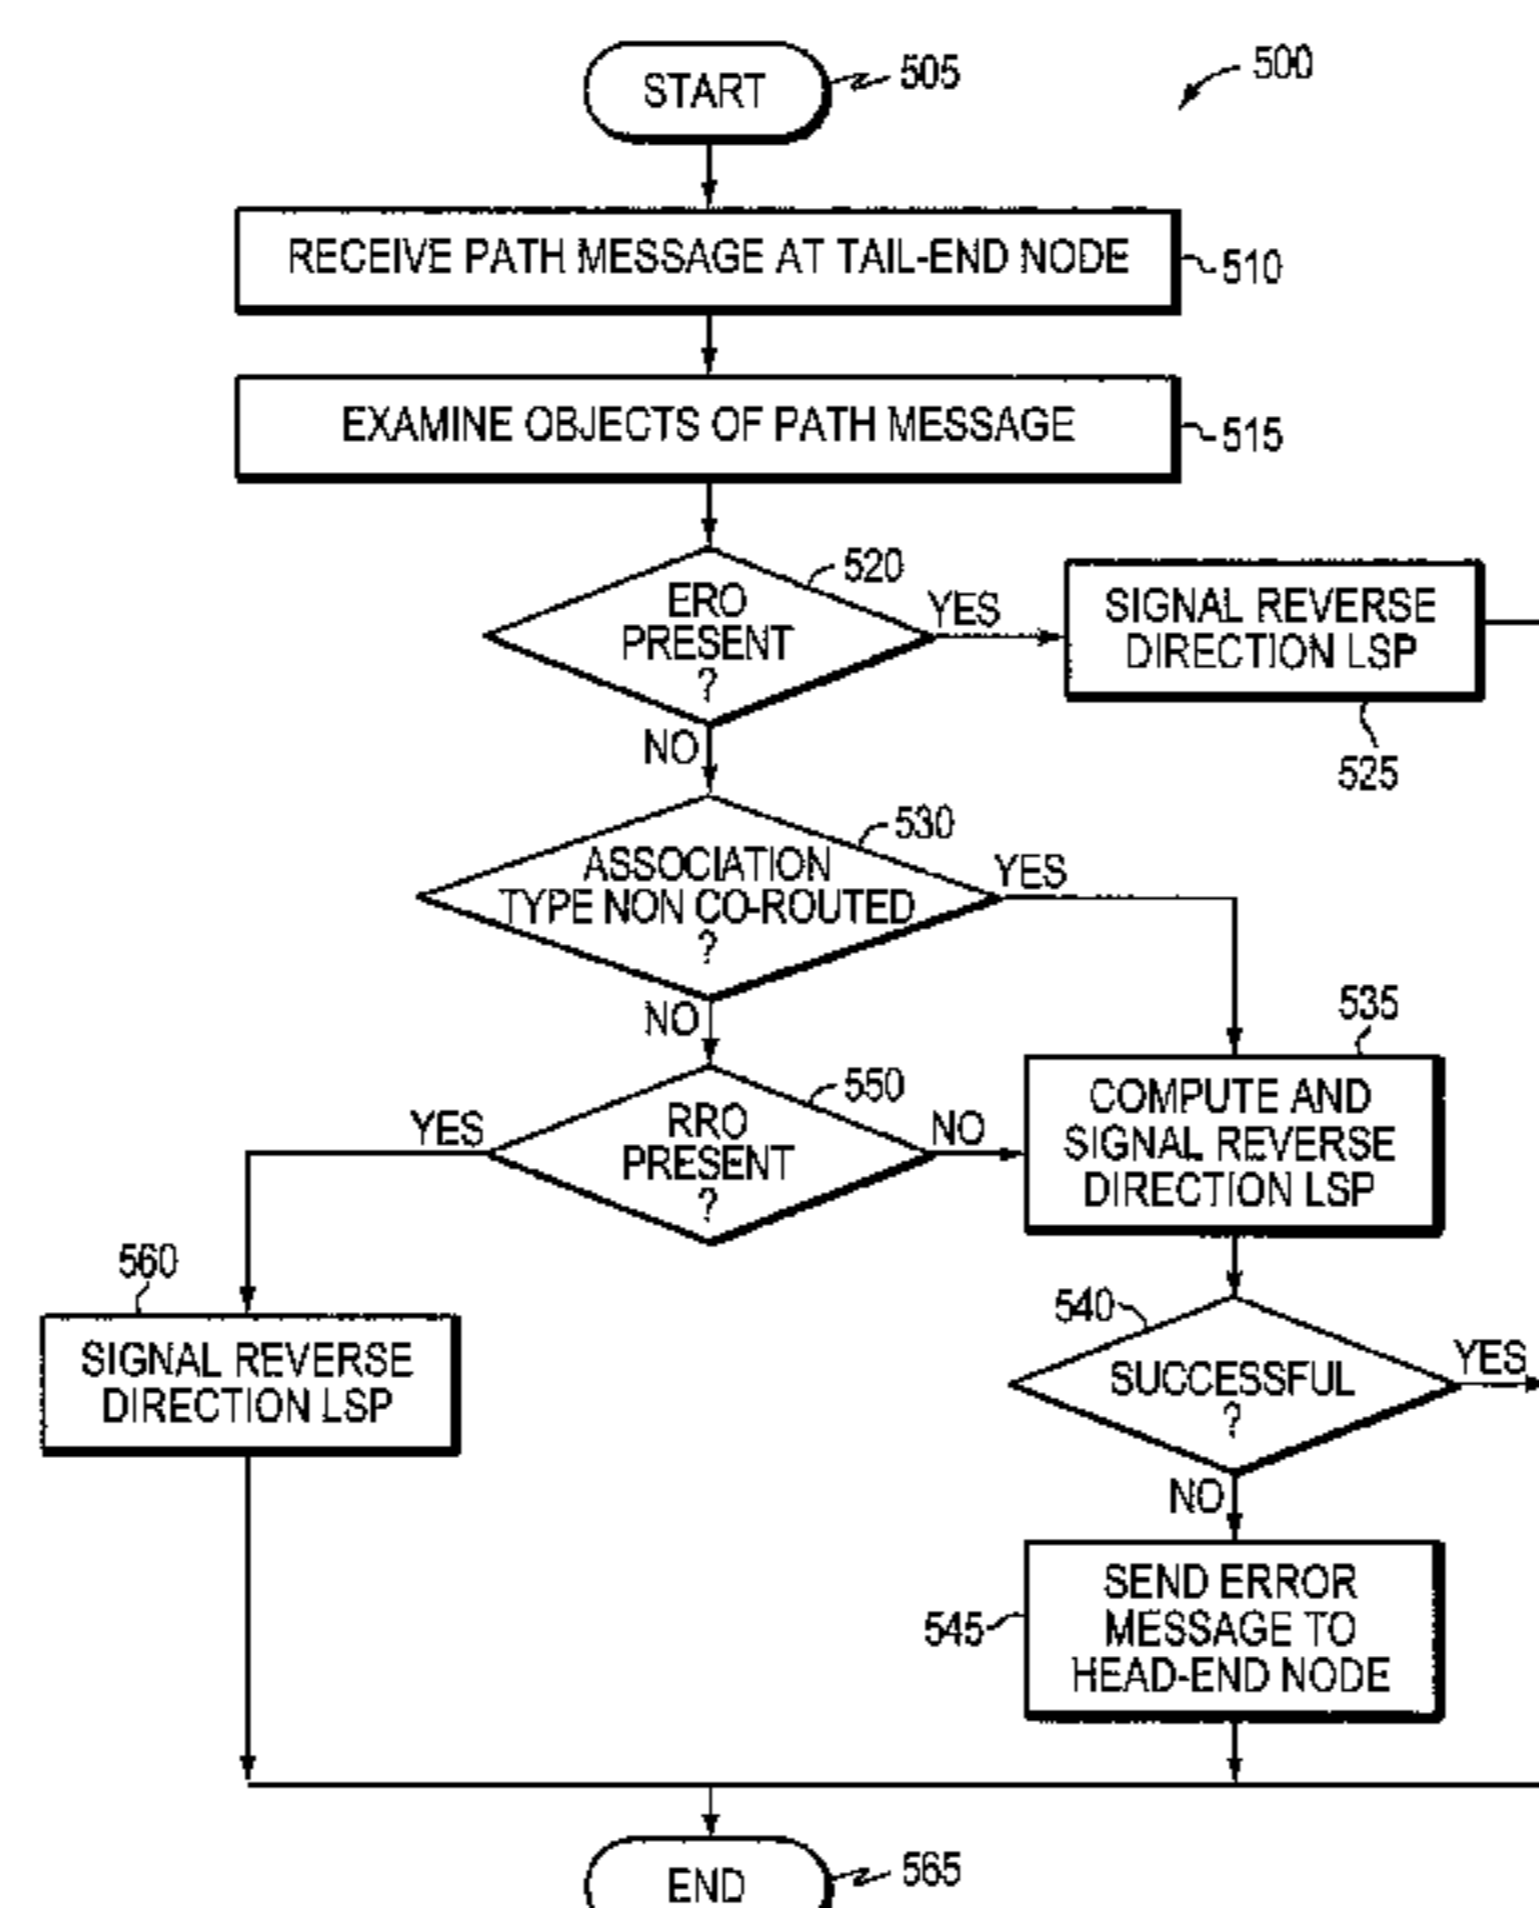 START
505
500
RECEIVE PATH MESSAGE AT TAIL-END NODE
510
EXAMINE OBJECTS OF PATH MESSAGE
515
520
ERO
PRESENT
?
YES
SIGNAL REVERSE
DIRECTION LSP
525
NO
530
ASSOCIATION
TYPE NON CO-ROUTED
?
YES
NO
535
COMPUTE AND
SIGNAL REVERSE
DIRECTION LSP
550
RRO
PRESENT
?
YES
NO
560
SIGNAL REVERSE
DIRECTION LSP
540
SUCCESSFUL
?
YES
NO
545
SEND ERROR
MESSAGE TO
HEAD-END NODE
END
565